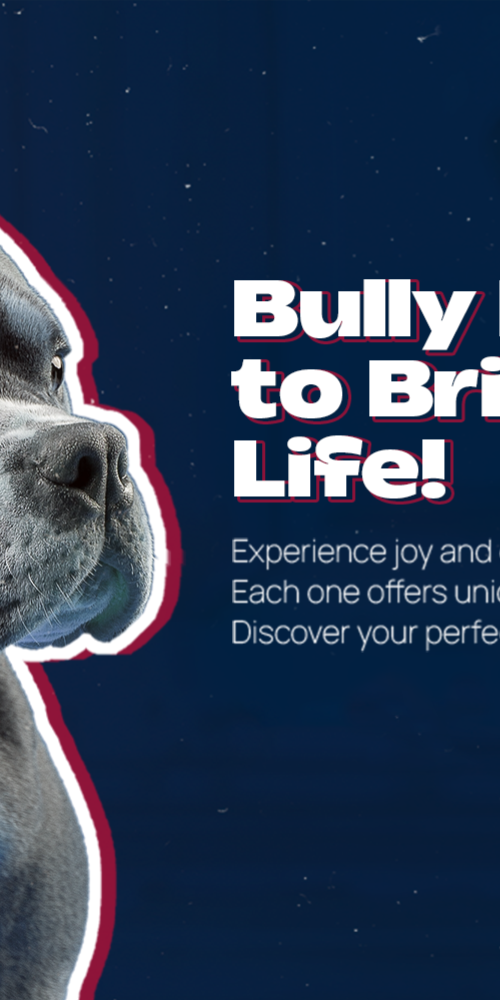 Bully
to Bri
Life!
Experience joy and
Each one offers uni
Discover your perfe